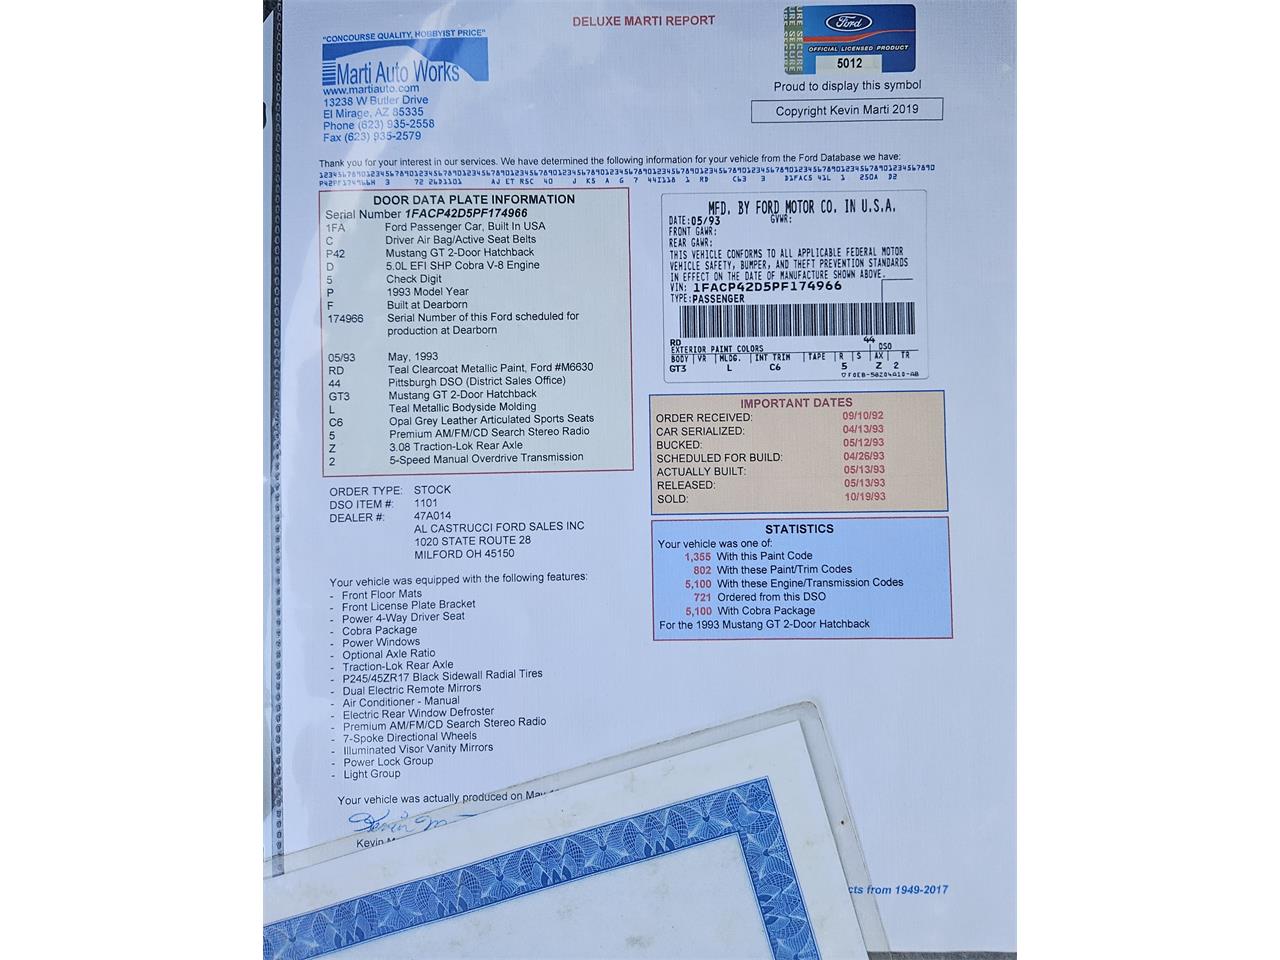 DELUXE MARTI REPORT
"CONCOURSE QUALITY, HOBBYIST PRICE"
Marti Auto Works
www.martiauto.com
13238 W Butler Drive
El Mirage, AZ 85335
Phone (623) 935-2558
Fax (623) 935-2579
SECURE
Ford
OFFICIAL LICENSED PRODUCT
5012
Proud to display this symbol
Copyright Kevin Marti 2019
Thank you for your interest in our services. We have determined the following information for your vehicle from the Ford Database we have:
DOOR DATA PLATE INFORMATION
Serial Number 1FACP42D5PF174966
1FA Ford Passenger Car, Built In USA
C Driver Air Bag/Active Seat Belts
P42 Mustang GT 2-Door Hatchback
D 5.0L EFI SHP Cobra V-8 Engine
5 Check Digit
P 1993 Model Year
F Built at Dearborn
174966 Serial Number of this Ford scheduled for
production at Dearborn
05/93 May, 1993
RD Teal Clearcoat Metallic Paint, Ford #M6630
44 Pittsburgh DSO (District Sales Office)
GT3 Mustang GT 2-Door Hatchback
L Teal Metallic Bodyside Molding
C6 Opal Grey Leather Articulated Sports Seats
5 Premium AM/FM/CD Search Stereo Radio
Z 3.08 Traction-Lok Rear Axle
2 5-Speed Manual Overdrive Transmission
MFD. BY FORD MOTOR CO. IN U.S.A.
DATE:05/93 GVWR:
FRONT GAWR:
REAR GAWR:
THIS VEHICLE CONFORMS TO ALL APPLICABLE FEDERAL MOTOR
VEHICLE SAFETY, BUMPER, AND THEFT PREVENTION STANDARDS
IN EFFECT ON THE DATE OF MANUFACTURE SHOWN ABOVE.
VIN: 1FACP42D5PF174966
TYPE:PASSENGER
RD 44
EXTERIOR PAINT COLORS DSO
BODY VR MLDG. INT TRIM TAPE R S AX TR
GT3 L C6 5 Z 2
IMPORTANT DATES
ORDER RECEIVED: 09/10/92
CAR SERIALIZED: 04/13/93
BUCKED: 05/12/93
SCHEDULED FOR BUILD: 04/26/93
ACTUALLY BUILT: 05/13/93
RELEASED: 05/13/93
SOLD: 10/19/93
STATISTICS
Your vehicle was one of:
1,355 With this Paint Code
802 With these Paint/Trim Codes
5,100 With these Engine/Transmission Codes
721 Ordered from this DSO
5,100 With Cobra Package
For the 1993 Mustang GT 2-Door Hatchback
ORDER TYPE: STOCK
DSO ITEM #: 1101
DEALER #: 47A014
AL CASTRUCCI FORD SALES INC
1020 STATE ROUTE 28
MILFORD OH 45150
Your vehicle was equipped with the following features:
- Front Floor Mats
- Front License Plate Bracket
- Power 4-Way Driver Seat
- Cobra Package
- Power Windows
- Optional Axle Ratio
- Traction-Lok Rear Axle
- P245/45ZR17 Black Sidewall Radial Tires
- Dual Electric Remote Mirrors
- Air Conditioner - Manual
- Electric Rear Window Defroster
- Premium AM/FM/CD Search Stereo Radio
- 7-Spoke Directional Wheels
- Illuminated Visor Vanity Mirrors
- Power Lock Group
- Light Group
Your vehicle was actually produced on May
Kevin M
Kevin
cts from 1949-2017